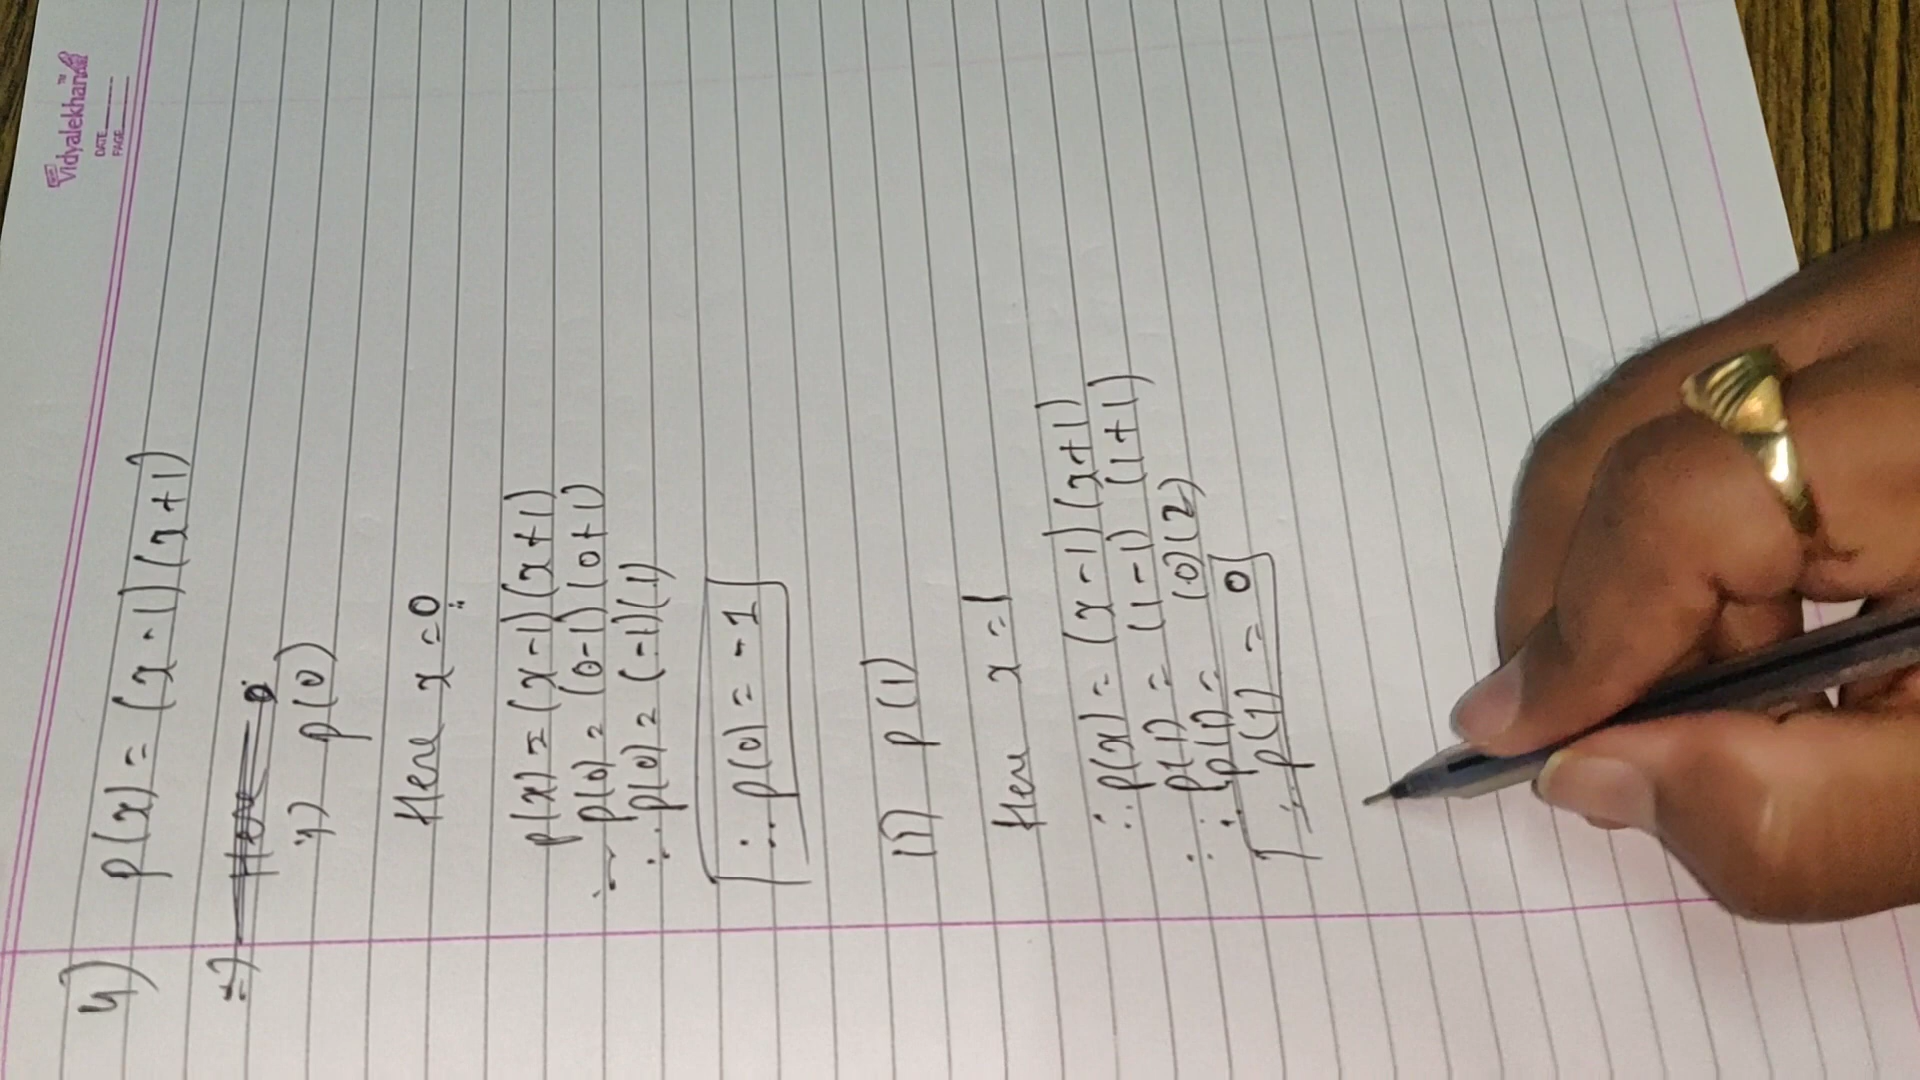 Vidyalekhan™
DATE
PAGE
4) p(x) = (x-1)(x+1)
=>
i) p(0)
Here x=0
p(x) = (x-1)(x+1)
∴ p(0) = (0-1)(0+1)
∴ p(0) = (-1)(1)
∴ p(0) = -1
ii) p(1)
Here x=1
∴ p(x) = (x-1)(x+1)
∴ p(1) = (1-1) (1+1)
∴ p(1) = (0)(2)
∴ p(1) = 0